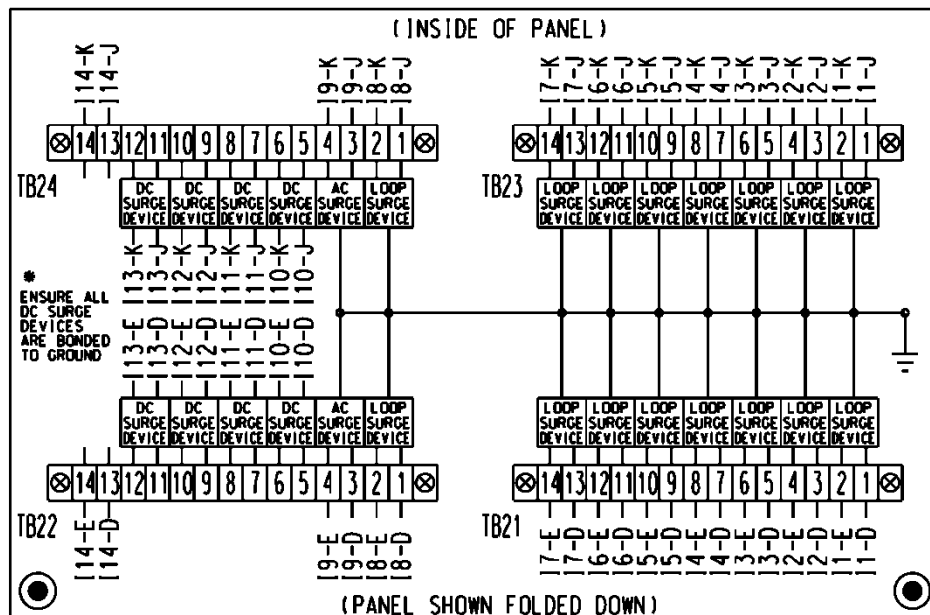 (INSIDE OF PANEL)
I14-K I14-J I9-K I9-J I8-K I8-J I7-K I7-J I6-K I6-J I5-K I5-J I4-K I4-J I3-K I3-J I2-K I2-J I1-K I1-J
14 13 12 11 10 9 8 7 6 5 4 3 2 1 14 13 12 11 10 9 8 7 6 5 4 3 2 1
TB24 TB23
DC DC DC DC AC LOOP LOOP LOOP LOOP LOOP LOOP LOOP LOOP
SURGE SURGE SURGE SURGE SURGE SURGE SURGE SURGE SURGE SURGE SURGE SURGE SURGE
DEVICE DEVICE DEVICE DEVICE DEVICE DEVICE DEVICE DEVICE DEVICE DEVICE DEVICE DEVICE DEVICE
I13-K I13-J I12-K I12-J I11-K I11-J I10-K I10-J
*
ENSURE ALL
DC SURGE
DEVICES
ARE BONDED
TO GROUND
I13-E I13-D I12-E I12-D I11-E I11-D I10-E I10-D
DC DC DC DC AC LOOP LOOP LOOP LOOP LOOP LOOP LOOP LOOP
SURGE SURGE SURGE SURGE SURGE SURGE SURGE SURGE SURGE SURGE SURGE SURGE SURGE
DEVICE DEVICE DEVICE DEVICE DEVICE DEVICE DEVICE DEVICE DEVICE DEVICE DEVICE DEVICE DEVICE
14 13 12 11 10 9 8 7 6 5 4 3 2 1 14 13 12 11 10 9 8 7 6 5 4 3 2 1
TB22 TB21
I14-E I14-D I9-E I9-D I8-E I8-D I7-E I7-D I6-E I6-D I5-E I5-D I4-E I4-D I3-E I3-D I2-E I2-D I1-E I1-D
(PANEL SHOWN FOLDED DOWN)